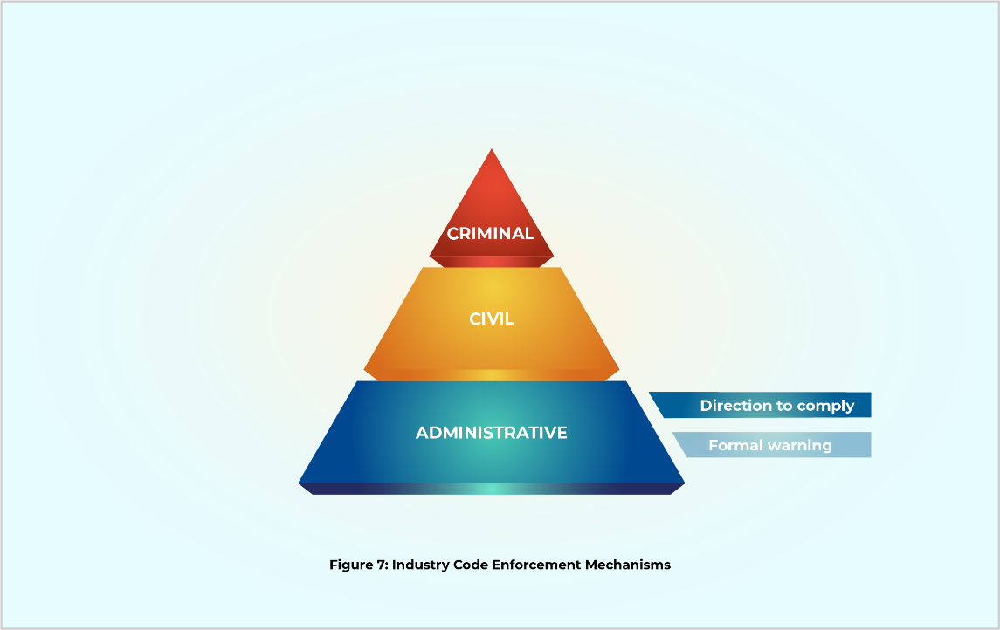 CRIMINAL
CIVIL
Direction to comply
ADMINISTRATIVE
Formal warning
Figure 7: Industry Code Enforcement Mechanisms